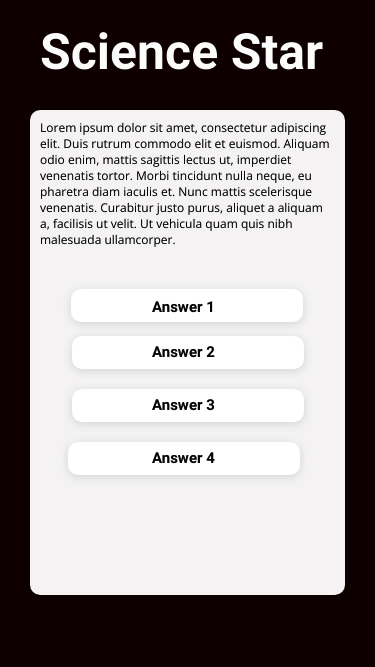 Science Star
Lorem ipsum dolor sit amet, consectetur adipiscing
elit. Duis rutrum commodo elit et euismod. Aliquam
odio enim, mattis sagittis lectus ut, imperdiet
venenatis tortor. Morbi tincidunt nulla neque, eu
pharetra diam iaculis et. Nunc mattis scelerisque
venenatis. Curabitur justo purus, aliquet a aliquam
a, facilisis ut velit. Ut vehicula quam quis nibh
malesuada ullamcorper.
Answer 1
Answer 2
Answer 3
Answer 4